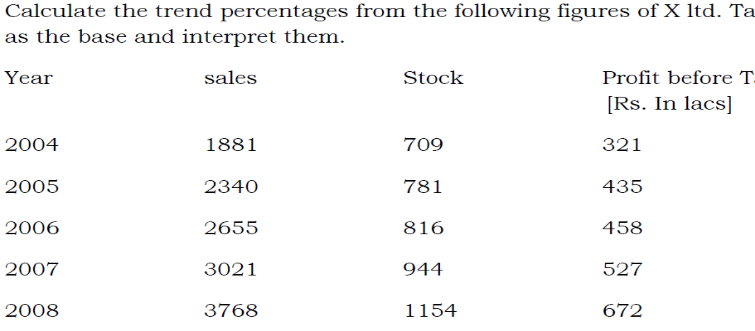 Calculate the trend percentages from the following figures of X ltd. Ta
as the base and interpret them.
Year sales Stock Profit before T
[Rs. In lacs]
2004 1881 709 321
2005 2340 781 435
2006 2655 816 458
2007 3021 944 527
2008 3768 1154 672